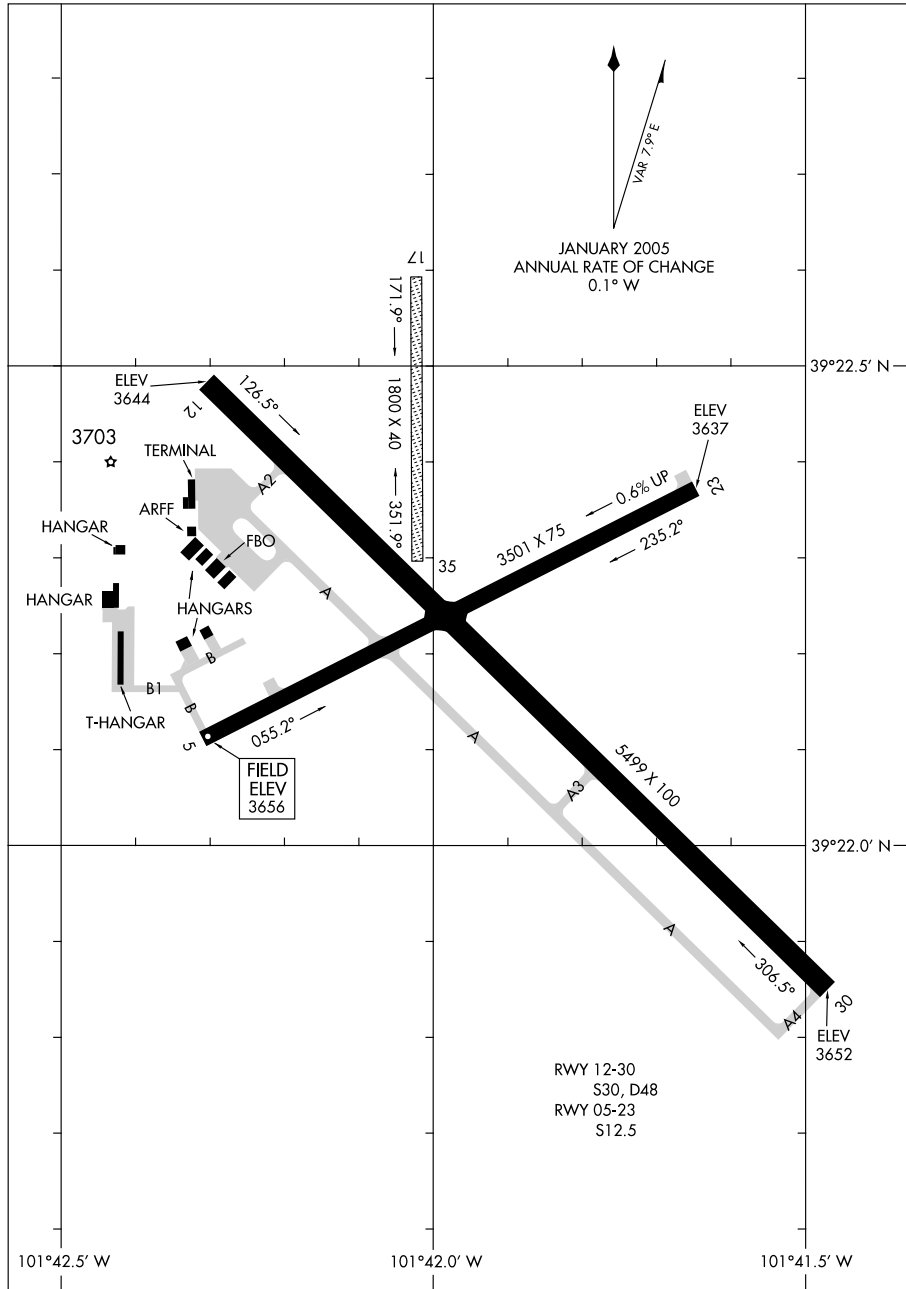 VAR 7.9° E
JANUARY 2005
ANNUAL RATE OF CHANGE
0.1° W
17
171.9°
1800 X 40
351.9°
35
39°22.5' N
ELEV
3644
12
126.5°
ELEV
3637
23
0.6% UP
3501 X 75
235.2°
3703
TERMINAL
A2
ARFF
FBO
HANGAR
HANGAR
HANGARS
A
B
B1
B
T-HANGAR
5
055.2°
FIELD
ELEV
3656
A
A3
5499 X 100
39°22.0' N
A
306.5°
A4
30
ELEV
3652
RWY 12-30
S30, D48
RWY 05-23
S12.5
101°42.5' W
101°42.0' W
101°41.5' W